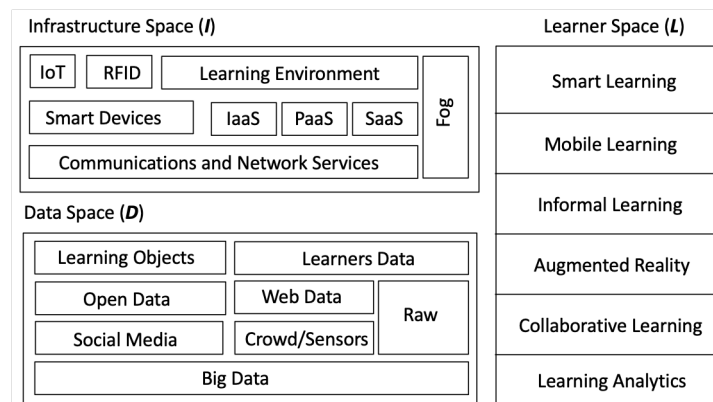 Infrastructure Space (I)
IoT
RFID
Learning Environment
Smart Devices
IaaS
PaaS
SaaS
Communications and Network Services
Fog
Data Space (D)
Learning Objects
Learners Data
Open Data
Web Data
Raw
Social Media
Crowd/Sensors
Big Data
Learner Space (L)
Smart Learning
Mobile Learning
Informal Learning
Augmented Reality
Collaborative Learning
Learning Analytics